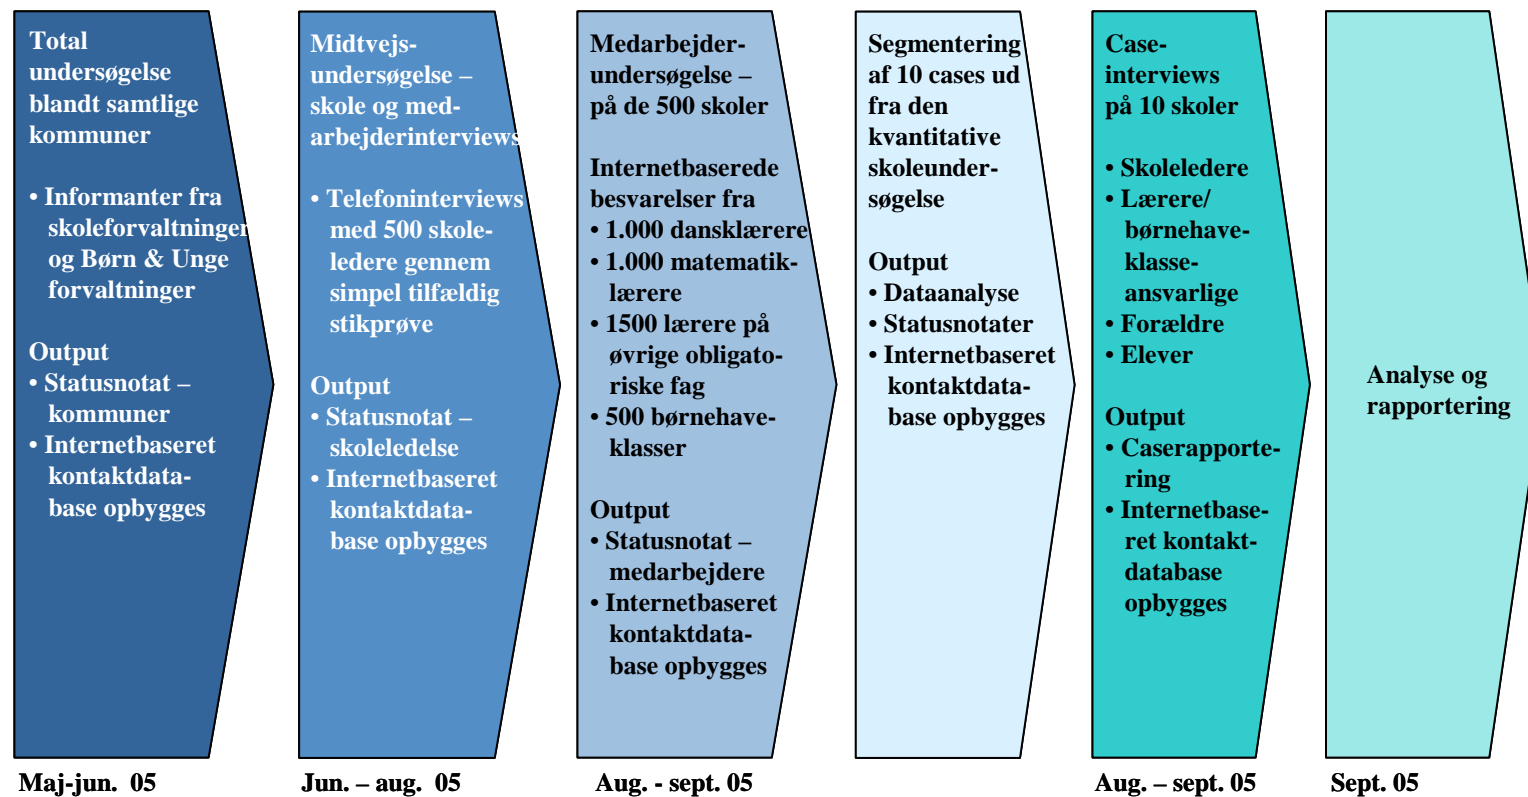 Total
undersøgelse
blandt samtlige
kommuner
• Informanter fra
skoleforvaltninger
og Børn & Unge
forvaltninger
Output
• Statusnotat –
kommuner
• Internetbaseret
kontaktdata-
base opbygges
Maj-jun. 05
Midtvejs-
undersøgelse –
skole og med-
arbejderinterviews
• Telefoninterviews
med 500 skole-
ledere gennem
simpel tilfældig
stikprøve
Output
• Statusnotat –
skoleledelse
• Internetbaseret
kontaktdata-
base opbygges
Jun. – aug. 05
Medarbejder-
undersøgelse –
på de 500 skoler
Internetbaserede
besvarelser fra
• 1.000 dansklærere
• 1.000 matematik-
lærere
• 1500 lærere på
øvrige obligato-
riske fag
• 500 børnehave-
klasser
Output
• Statusnotat –
medarbejdere
• Internetbaseret
kontaktdata-
base opbygges
Aug. - sept. 05
Segmentering
af 10 cases ud
fra den
kvantitative
skoleunder-
søgelse
Output
• Dataanalyse
• Statusnotater
• Internetbaseret
kontaktdata-
base opbygges
Case-
interviews
på 10 skoler
• Skoleledere
• Lærere/
børnehave-
klasse-
ansvarlige
• Forældre
• Elever
Output
• Caserapporte-
ring
• Internetbase-
ret kontakt-
database
opbygges
Aug. – sept. 05
Analyse og
rapportering
Sept. 05